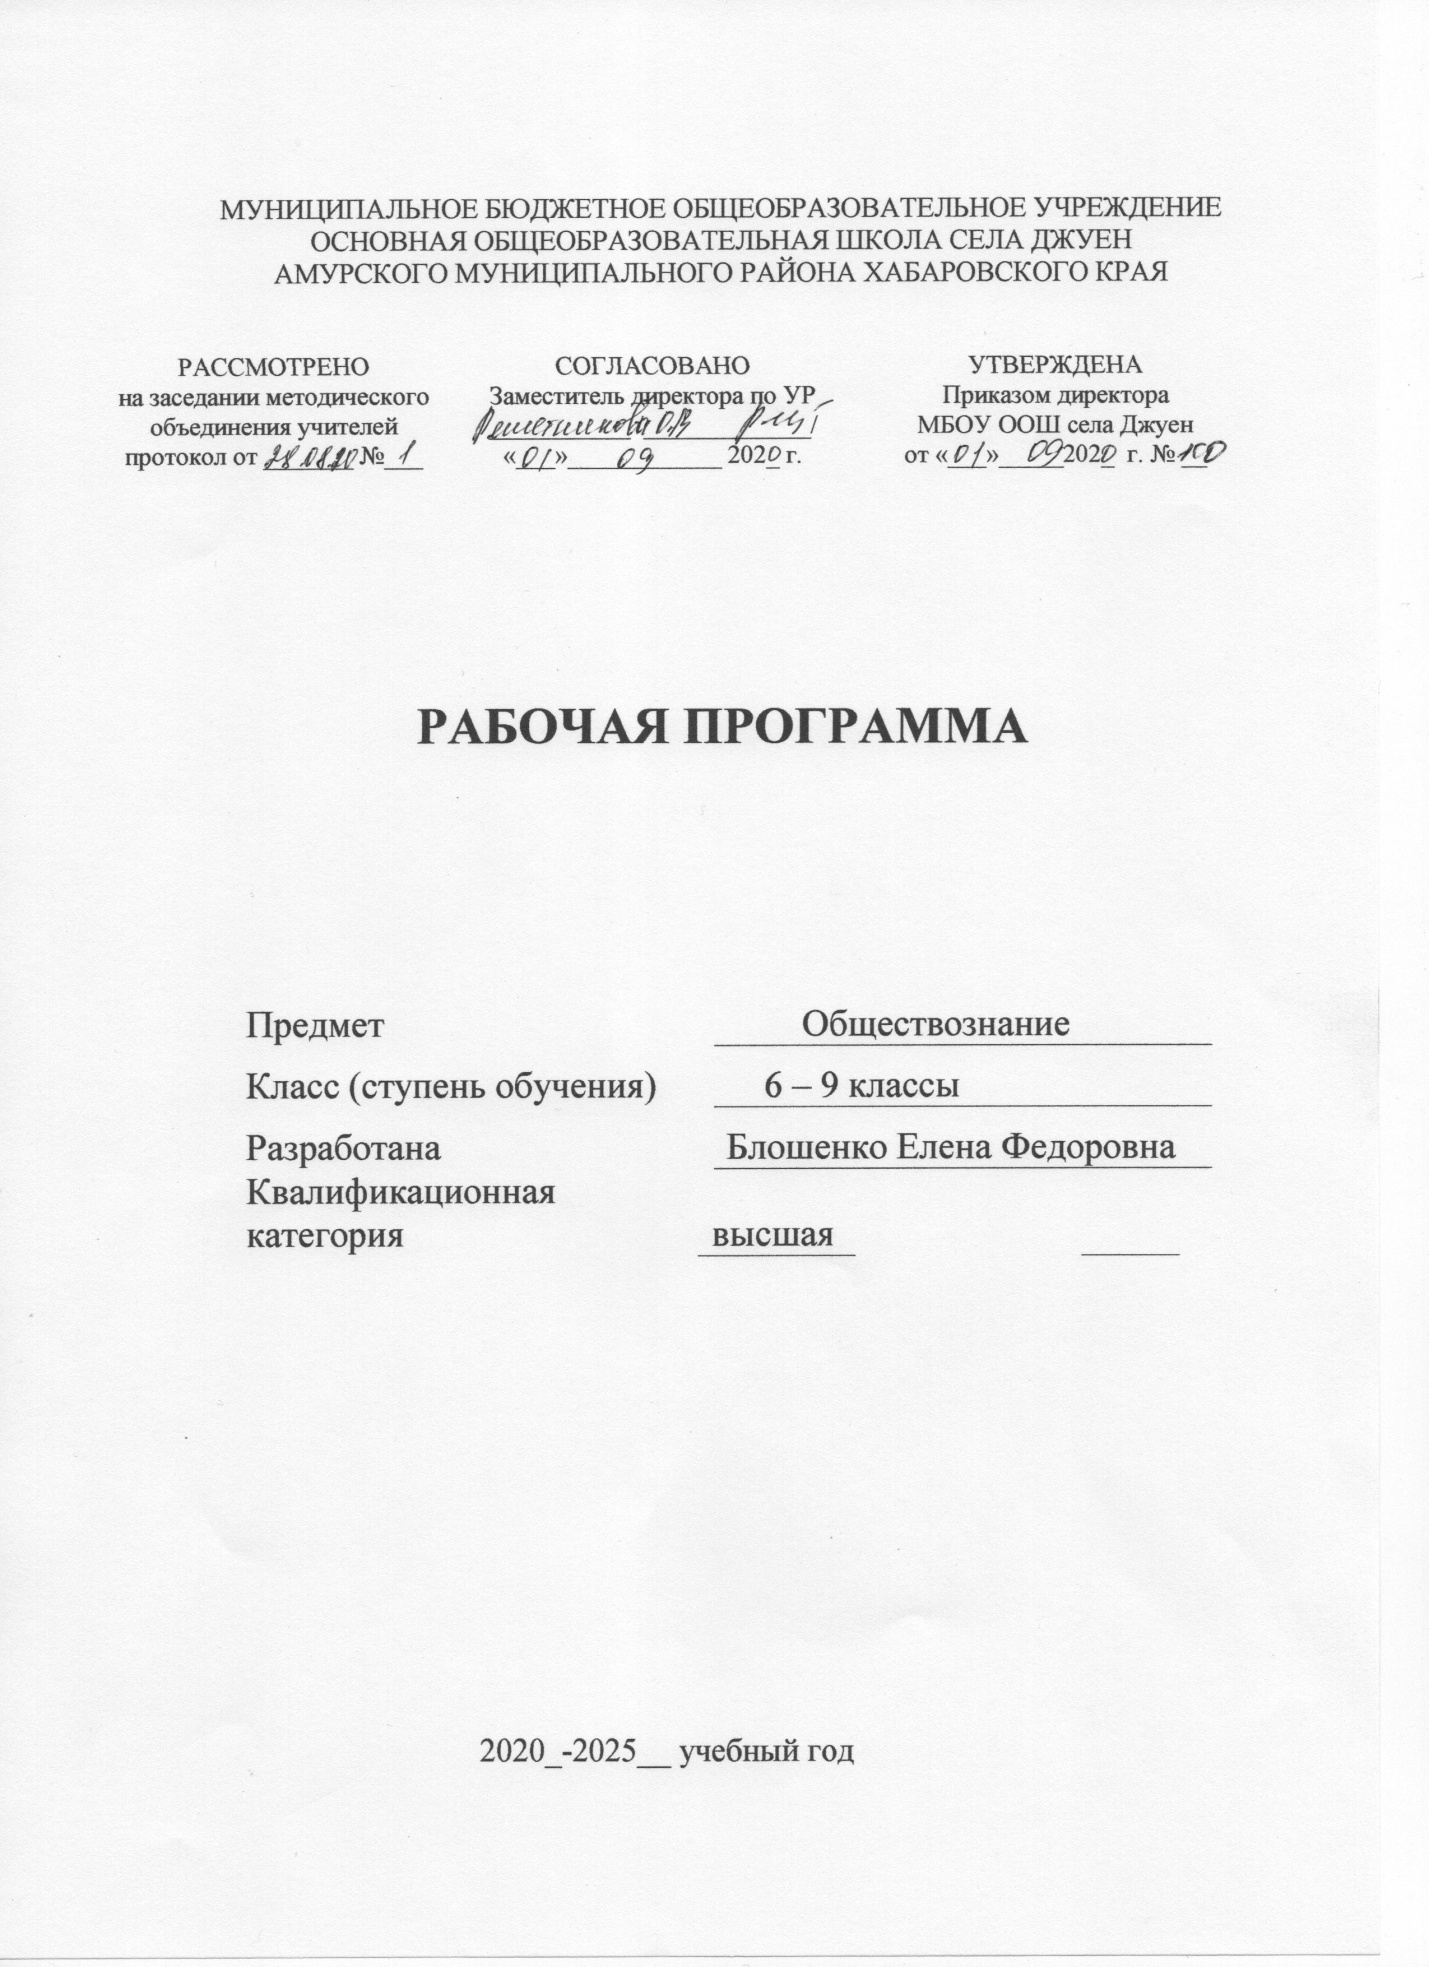 МУНИЦИПАЛЬНОЕ БЮДЖЕТНОЕ ОБЩЕОБРАЗОВАТЕЛЬНОЕ УЧРЕЖДЕНИЕ
ОСНОВНАЯ ОБЩЕОБРАЗОВАТЕЛЬНАЯ ШКОЛА СЕЛА ДЖУЕН
АМУРСКОГО МУНИЦИПАЛЬНОГО РАЙОНА ХАБАРОВСКОГО КРАЯ
РАССМОТРЕНО
на заседании методического
объединения учителей
протокол от 28.08.20 № 1
СОГЛАСОВАНО
Заместитель директора по УР
Решетникова О.В
«01» 09 2020 г.
УТВЕРЖДЕНА
Приказом директора
МБОУ ООШ села Джуен
от «01» 09 2020 г. № 100
РАБОЧАЯ ПРОГРАММА
Предмет Обществознание
Класс (ступень обучения) 6 – 9 классы
Разработана Блошенко Елена Федоровна
Квалификационная
категория высшая
2020_-2025__ учебный год